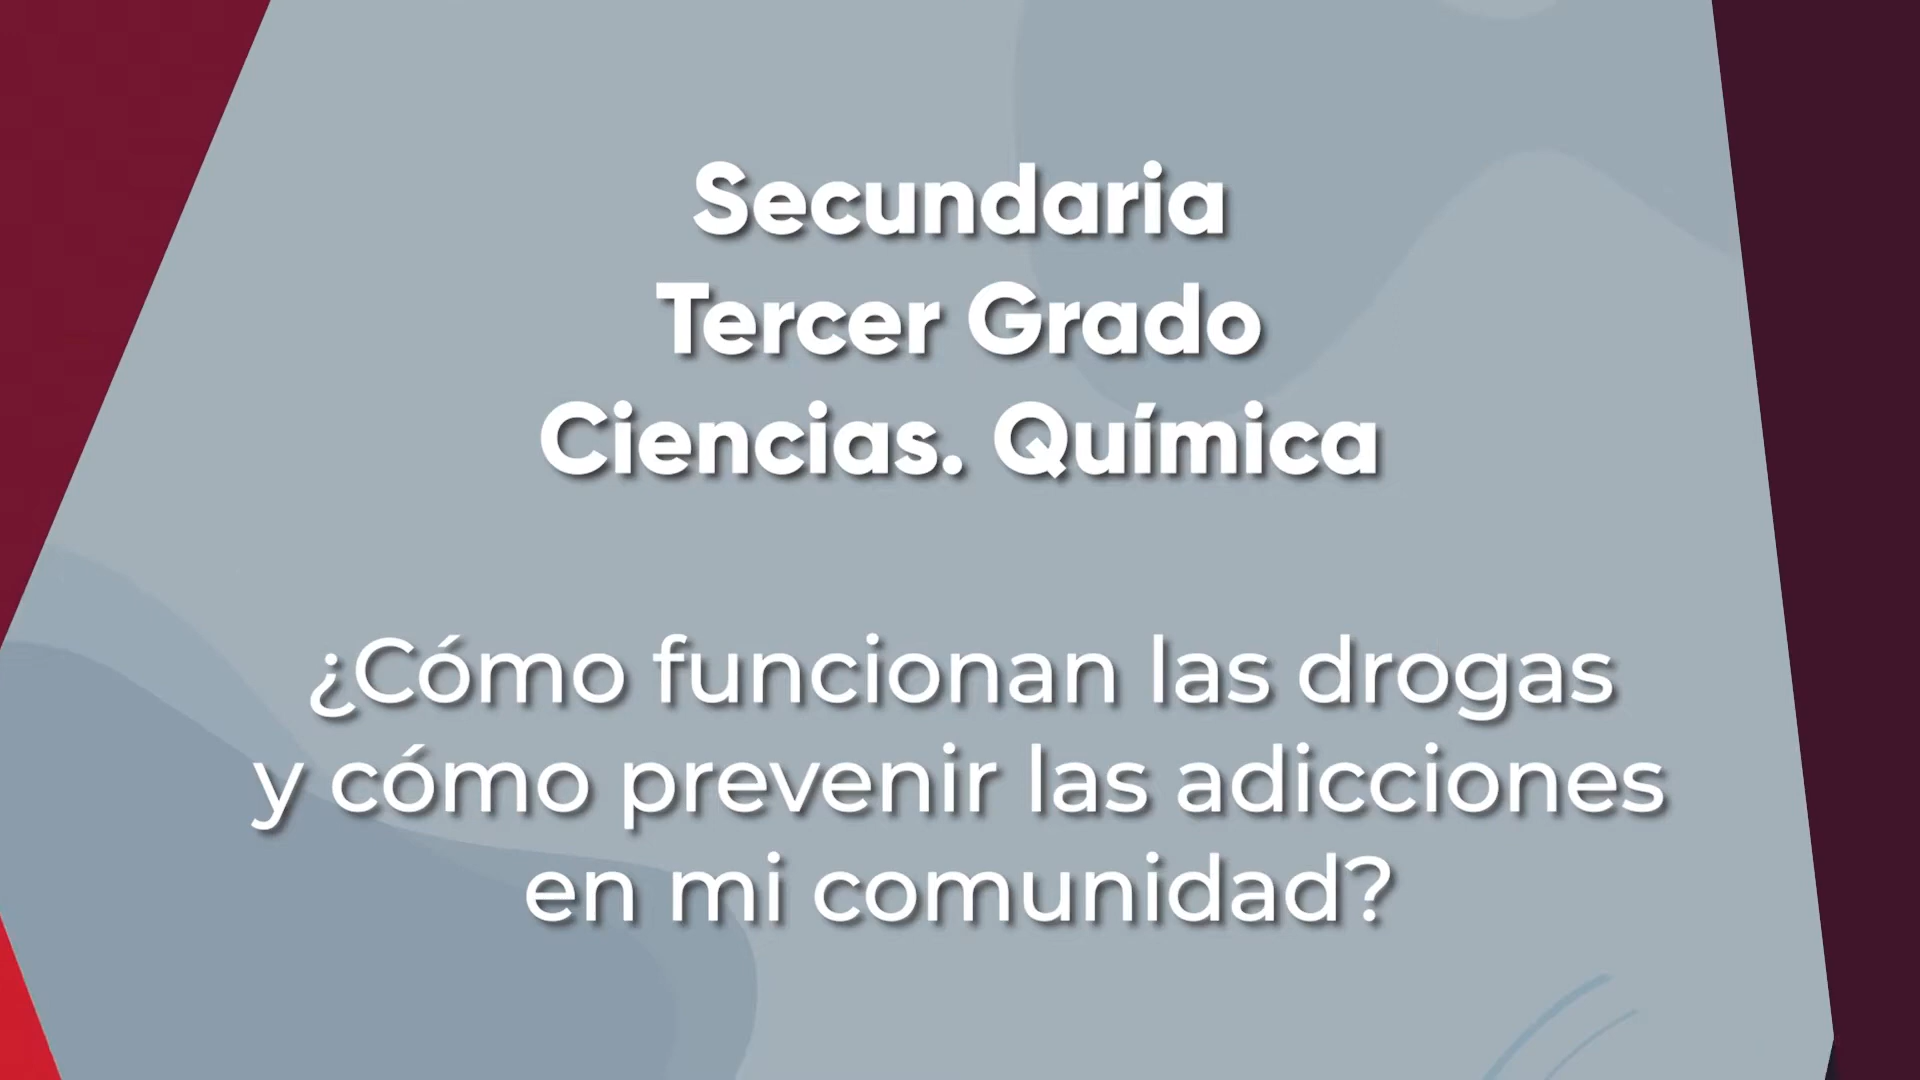 Secundaria
Tercer Grado
Ciencias. Química
¿Cómo funcionan las drogas
y cómo prevenir las adicciones
en mi comunidad?